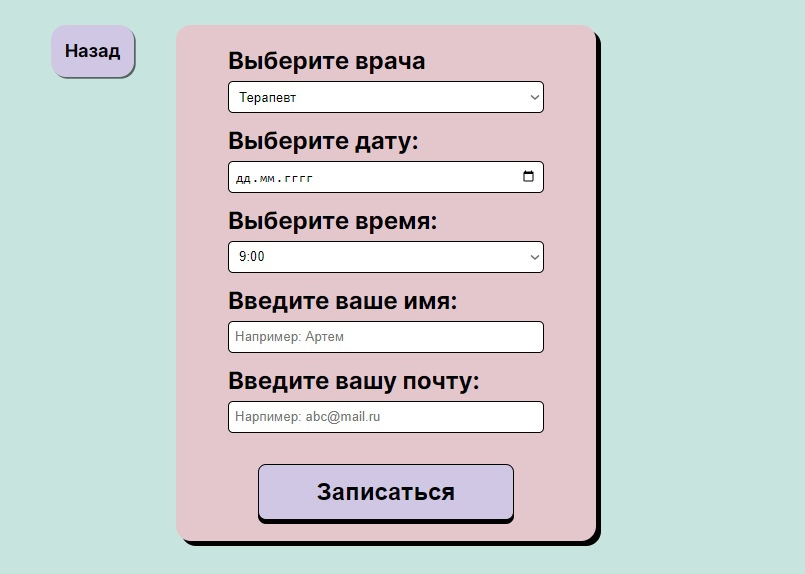 Назад
Выберите врача
Терапевт
Выберите дату:
дд.мм.гггг
Выберите время:
9:00
Введите ваше имя:
Например: Артем
Введите вашу почту:
Нарпимер: abc@mail.ru
Записаться